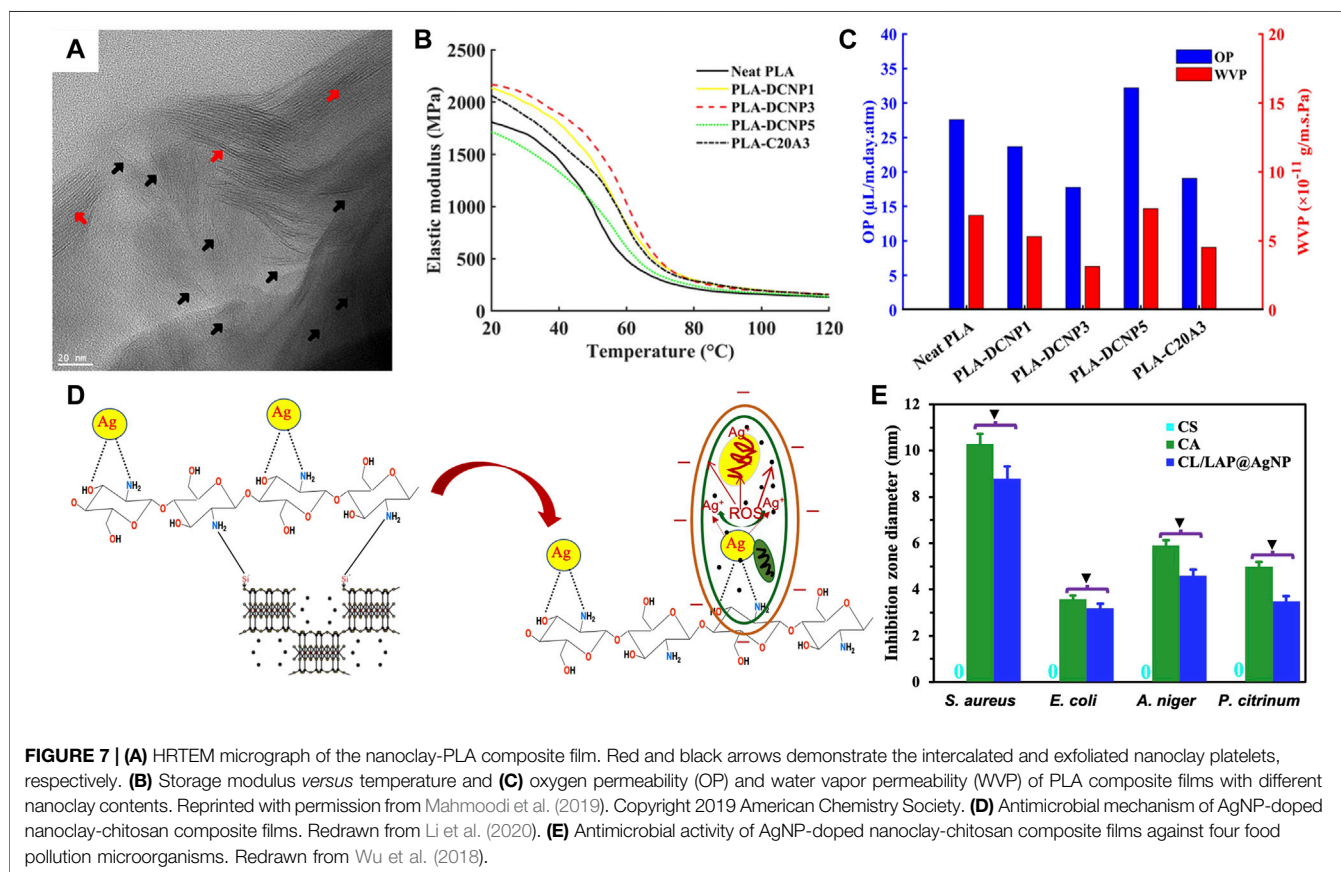 A
20 nm
B
2500
2000
1500
1000
500
0
20
40
60
80
100
120
Elastic modulus (MPa)
Temperature (°C)
Neat PLA
PLA-DCNP1
PLA-DCNP3
PLA-DCNP5
PLA-C20A3
C
40
35
30
25
20
15
10
5
0
OP (µL/m.day.atm)
OP
WVP
20
15
10
5
0
WVP (×10⁻¹¹ g/m.s.Pa)
Neat PLA
PLA-DCNP1
PLA-DCNP3
PLA-DCNP5
PLA-C20A3
D
Ag
Ag
Ag
Ag⁺
Ag⁺
Ag⁺
ROS
Ag
E
12
10
8
6
4
2
0
Inhibition zone diameter (mm)
CS
CA
CL/LAP@AgNP
0
0
0
0
S. aureus
E. coli
A. niger
P. citrinum
FIGURE 7 | (A) HRTEM micrograph of the nanoclay-PLA composite film. Red and black arrows demonstrate the intercalated and exfoliated nanoclay platelets,
respectively. (B) Storage modulus versus temperature and (C) oxygen permeability (OP) and water vapor permeability (WVP) of PLA composite films with different
nanoclay contents. Reprinted with permission from Mahmoodi et al. (2019). Copyright 2019 American Chemistry Society. (D) Antimicrobial mechanism of AgNP-doped
nanoclay-chitosan composite films. Redrawn from Li et al. (2020). (E) Antimicrobial activity of AgNP-doped nanoclay-chitosan composite films against four food
pollution microorganisms. Redrawn from Wu et al. (2018).